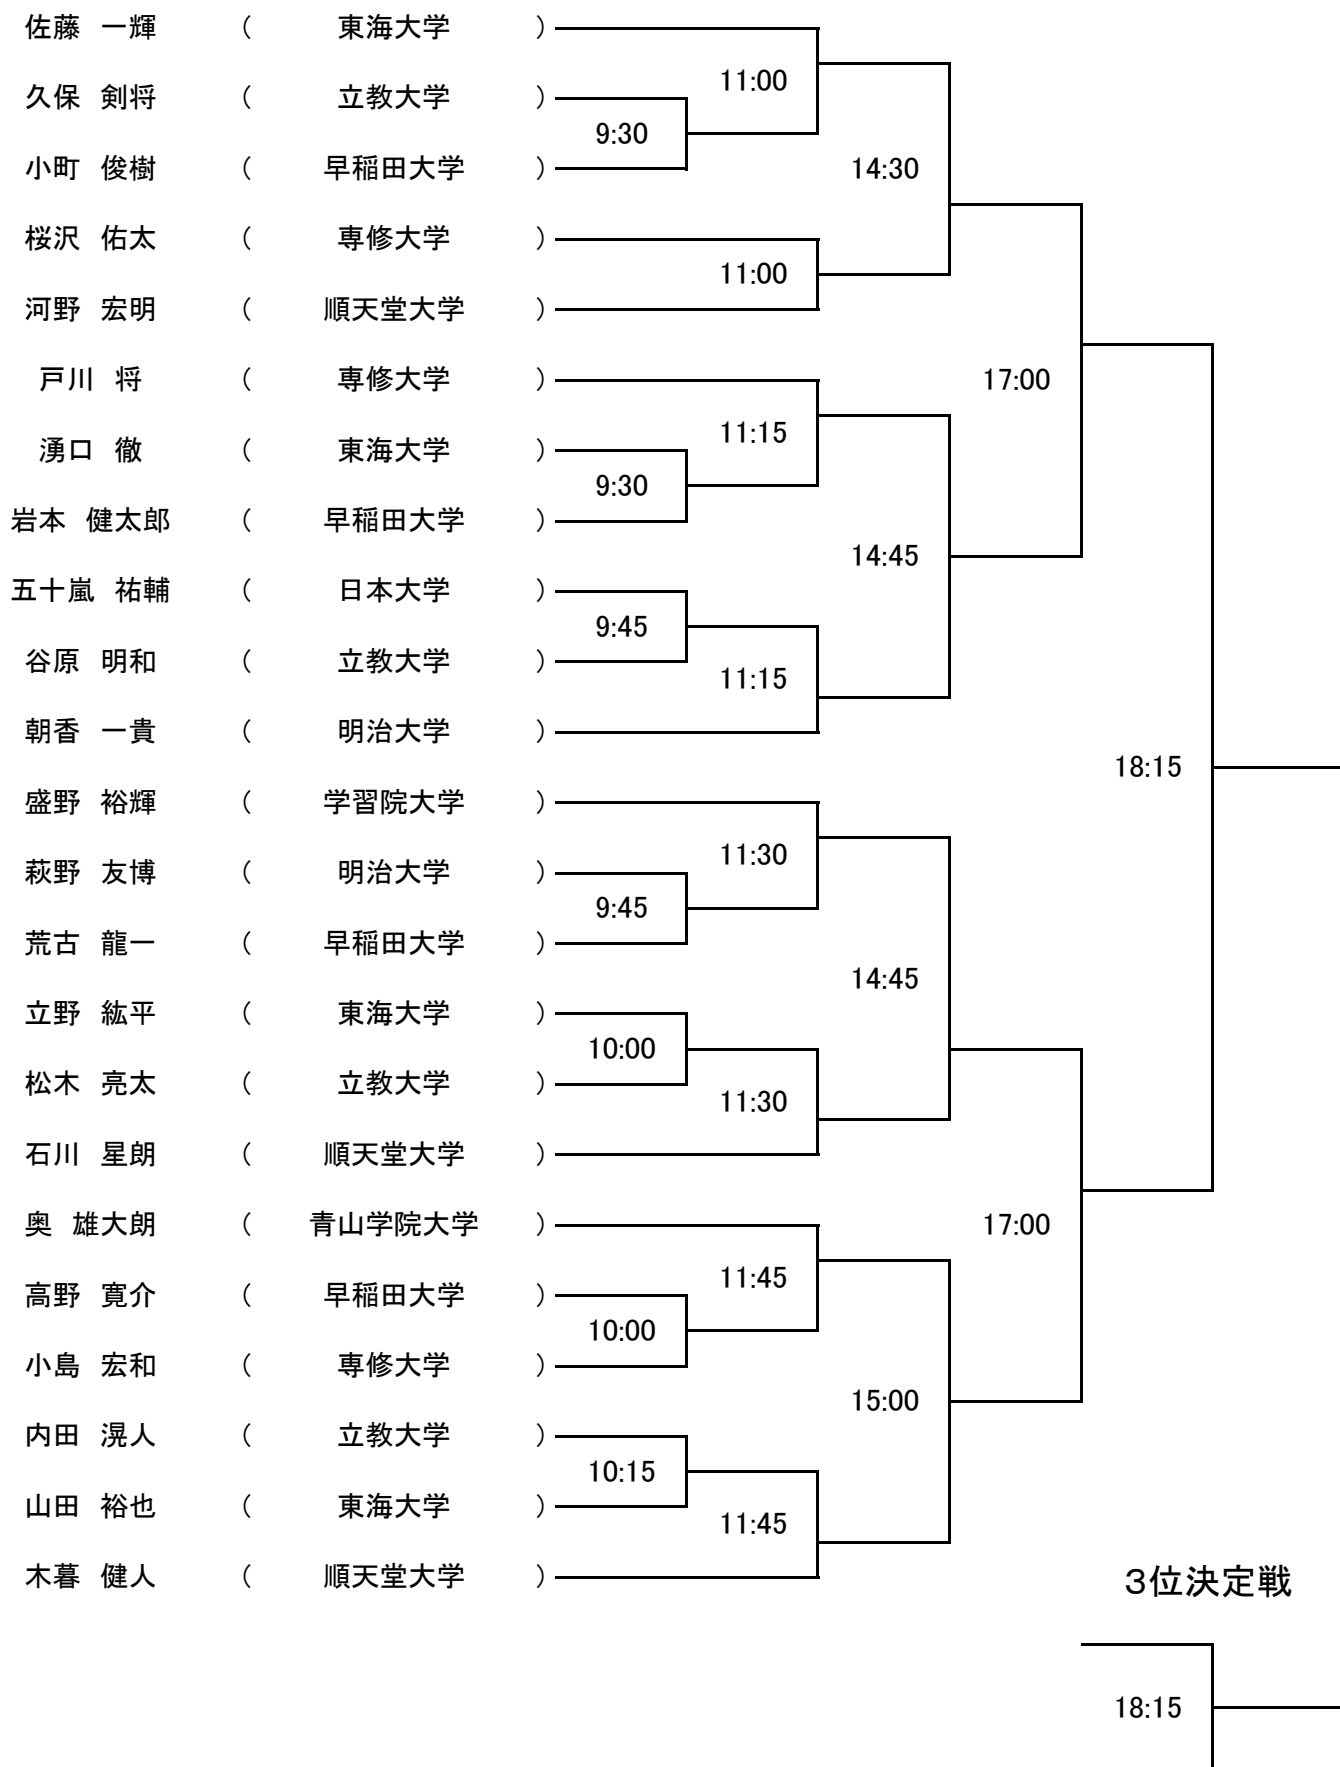 佐藤 一輝 ( 東海大学 )
11:00
久保 剣将 ( 立教大学 )
9:30
小町 俊樹 ( 早稲田大学 )
14:30
桜沢 佑太 ( 専修大学 )
11:00
河野 宏明 ( 順天堂大学 )
戸川 将 ( 専修大学 )
17:00
11:15
湧口 徹 ( 東海大学 )
9:30
岩本 健太郎 ( 早稲田大学 )
14:45
五十嵐 祐輔 ( 日本大学 )
9:45
谷原 明和 ( 立教大学 )
11:15
朝香 一貴 ( 明治大学 )
18:15
盛野 裕輝 ( 学習院大学 )
11:30
萩野 友博 ( 明治大学 )
9:45
荒古 龍一 ( 早稲田大学 )
14:45
立野 紘平 ( 東海大学 )
10:00
松木 亮太 ( 立教大学 )
11:30
石川 星朗 ( 順天堂大学 )
奥 雄大朗 ( 青山学院大学 )
17:00
11:45
高野 寛介 ( 早稲田大学 )
10:00
小島 宏和 ( 専修大学 )
15:00
内田 滉人 ( 立教大学 )
10:15
山田 裕也 ( 東海大学 )
11:45
木暮 健人 ( 順天堂大学 )
3位決定戦
18:15